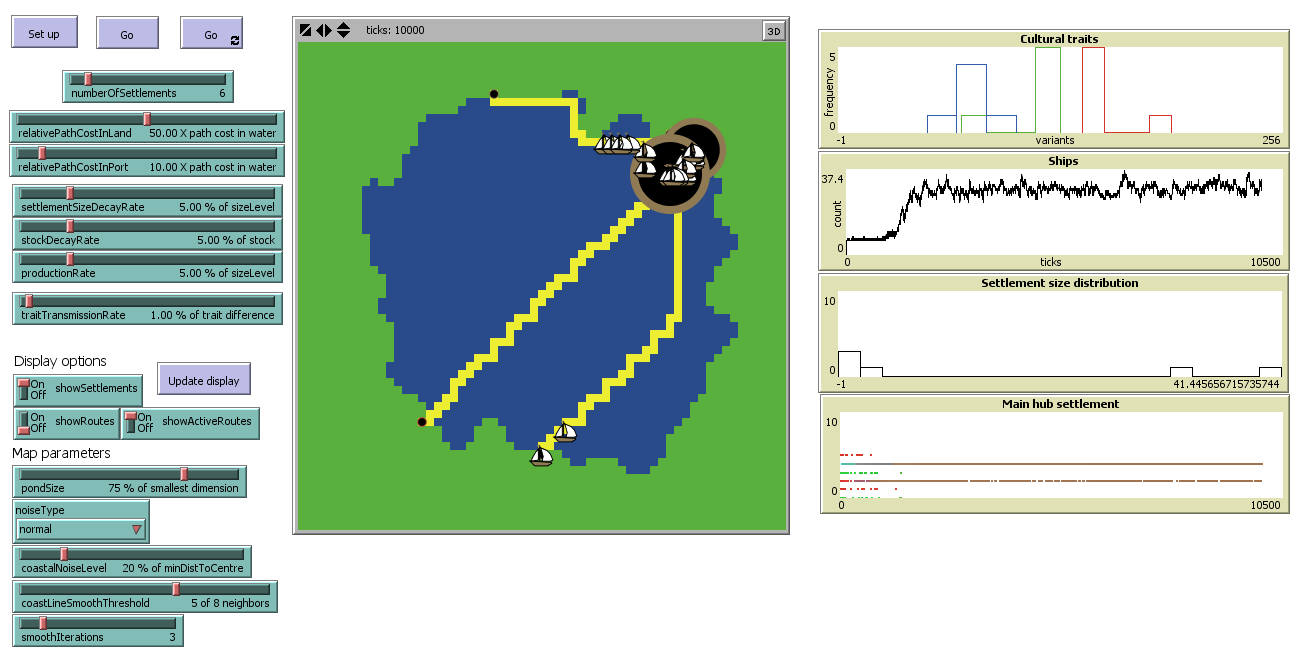 Set up
Go
Go
numberOfSettlements 6
relativePathCostInLand 50.00 X path cost in water
relativePathCostInPort 10.00 X path cost in water
settlementSizeDecayRate 5.00 % of sizeLevel
stockDecayRate 5.00 % of stock
productionRate 5.00 % of sizeLevel
traitTransmissionRate 1.00 % of trait difference
Display options
On
Off
showSettlements
Update display
On
Off
showRoutes
On
Off
showActiveRoutes
Map parameters
pondSize 75 % of smallest dimension
noiseType
normal
coastalNoiseLevel 20 % of minDistToCentre
coastLineSmoothThreshold 5 of 8 neighbors
smoothIterations 3
ticks: 10000
3D
Cultural traits
5
frequency
0
-1 variants 256
Ships
37.4
count
0
0 ticks 10500
Settlement size distribution
10
0
-1 41.445656715735744
Main hub settlement
10
0
0 10500